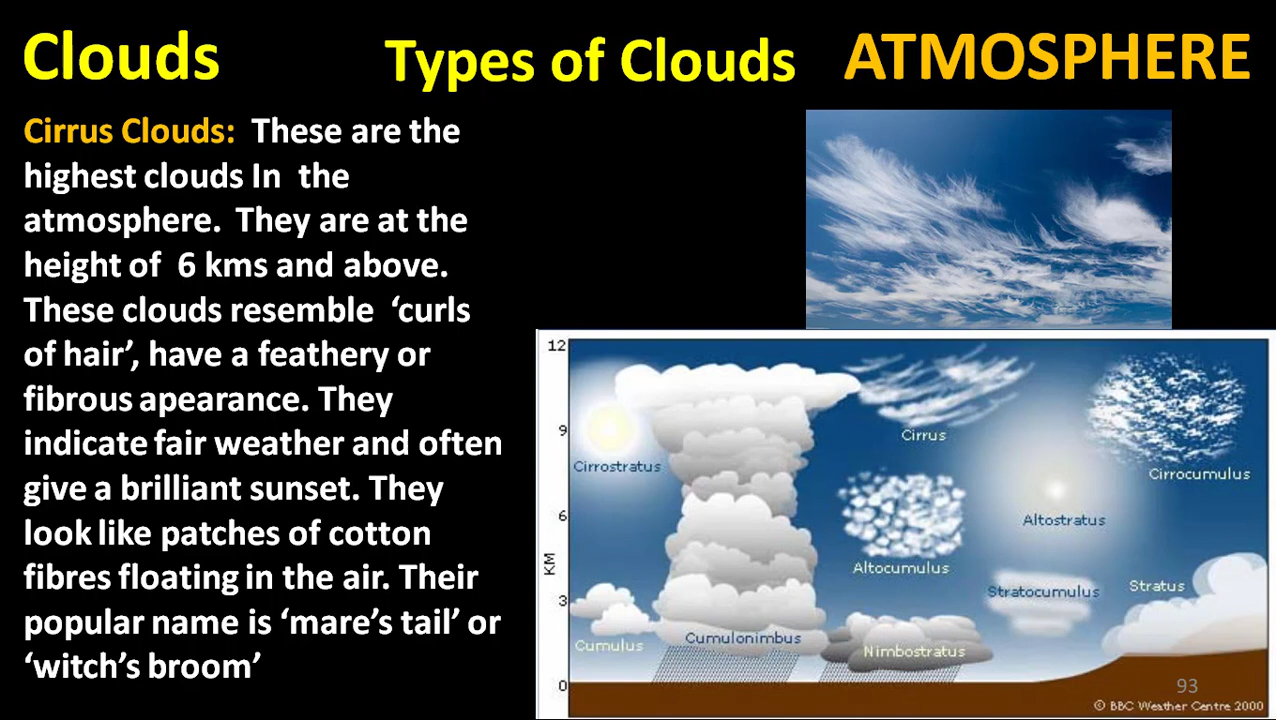 Clouds
Types of Clouds
ATMOSPHERE
Cirrus Clouds: These are the
highest clouds In the
atmosphere. They are at the
height of 6 kms and above.
These clouds resemble ‘curls
of hair’, have a feathery or
fibrous apearance. They
indicate fair weather and often
give a brilliant sunset. They
look like patches of cotton
fibres floating in the air. Their
popular name is ‘mare’s tail’ or
‘witch’s broom’
12
9
6
KM
3
0
Cirrus
Cirrostratus
Cirrocumulus
Altostratus
Altocumulus
Stratocumulus
Stratus
Cumulus
Cumulonimbus
Nimbostratus
93
© BBC Weather Centre 2000